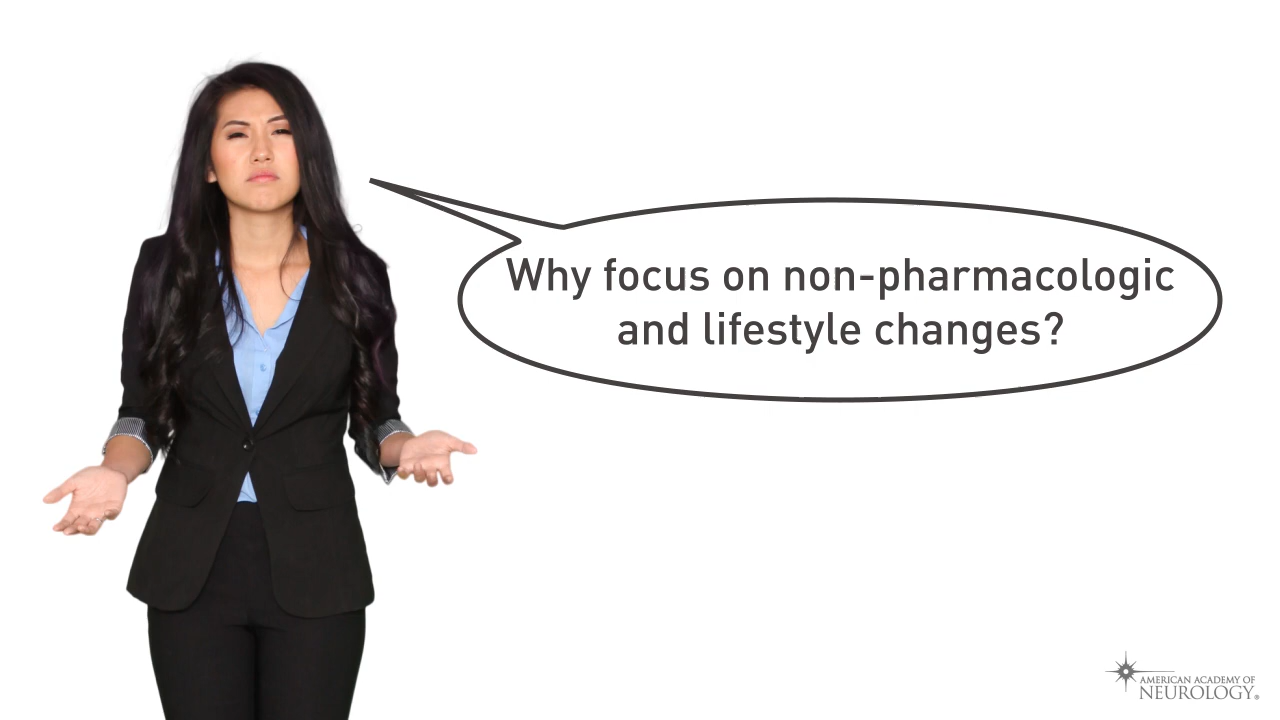 Why focus on non-pharmacologic
and lifestyle changes?
AMERICAN ACADEMY OF
NEUROLOGY®